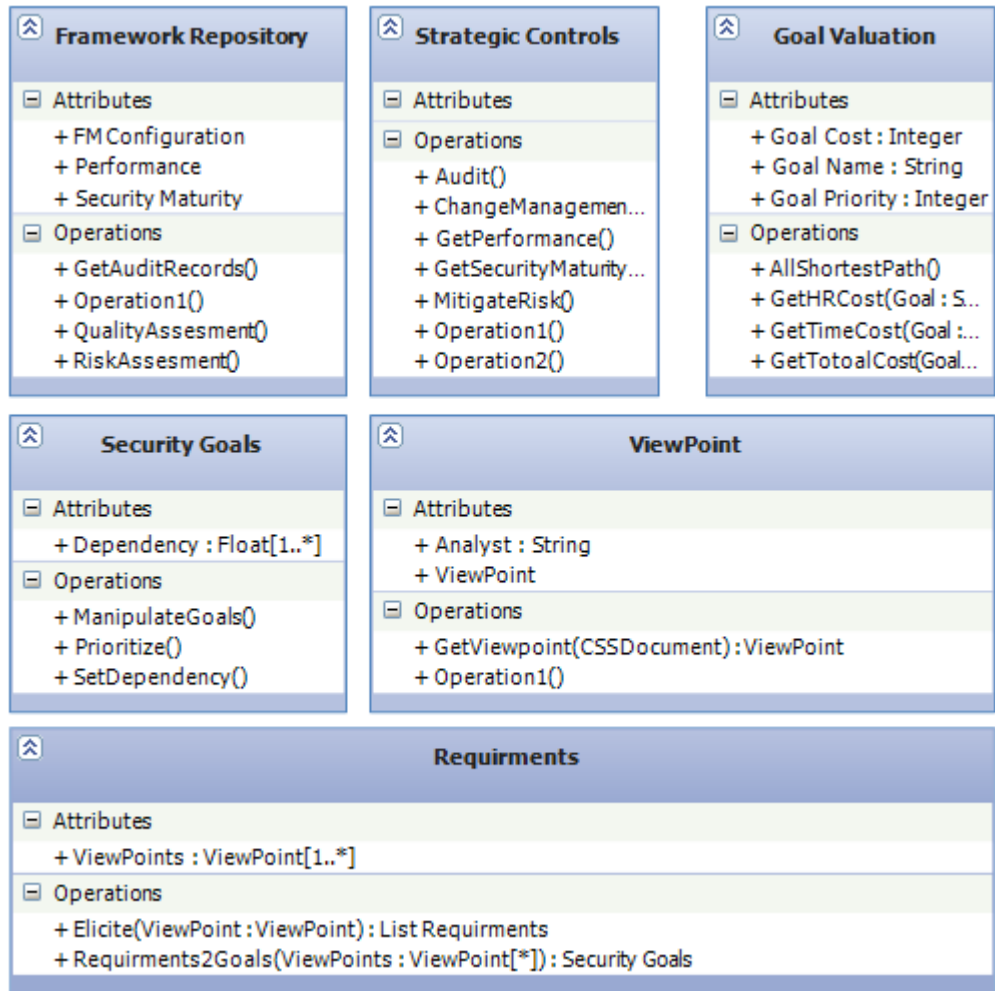 Framework Repository
Attributes
+ FM Configuration
+ Performance
+ Security Maturity
Operations
+ GetAuditRecords()
+ Operation1()
+ QualityAssesment()
+ RiskAssesment()
Strategic Controls
Attributes
Operations
+ Audit()
+ ChangeManagemen...
+ GetPerformance()
+ GetSecurityMaturity...
+ MitigateRisk()
+ Operation1()
+ Operation2()
Goal Valuation
Attributes
+ Goal Cost : Integer
+ Goal Name : String
+ Goal Priority : Integer
Operations
+ AllShortestPath()
+ GetHRCost(Goal : S...
+ GetTimeCost(Goal :...
+ GetTotoalCost(Goal...
Security Goals
Attributes
+ Dependency : Float[1..*]
Operations
+ ManipulateGoals()
+ Prioritize()
+ SetDependency()
ViewPoint
Attributes
+ Analyst : String
+ ViewPoint
Operations
+ GetViewpoint(CSSDocument) : ViewPoint
+ Operation1()
Requirments
Attributes
+ ViewPoints : ViewPoint[1..*]
Operations
+ Elicite(ViewPoint : ViewPoint) : List Requirments
+ Requirments2Goals(ViewPoints : ViewPoint[*]) : Security Goals